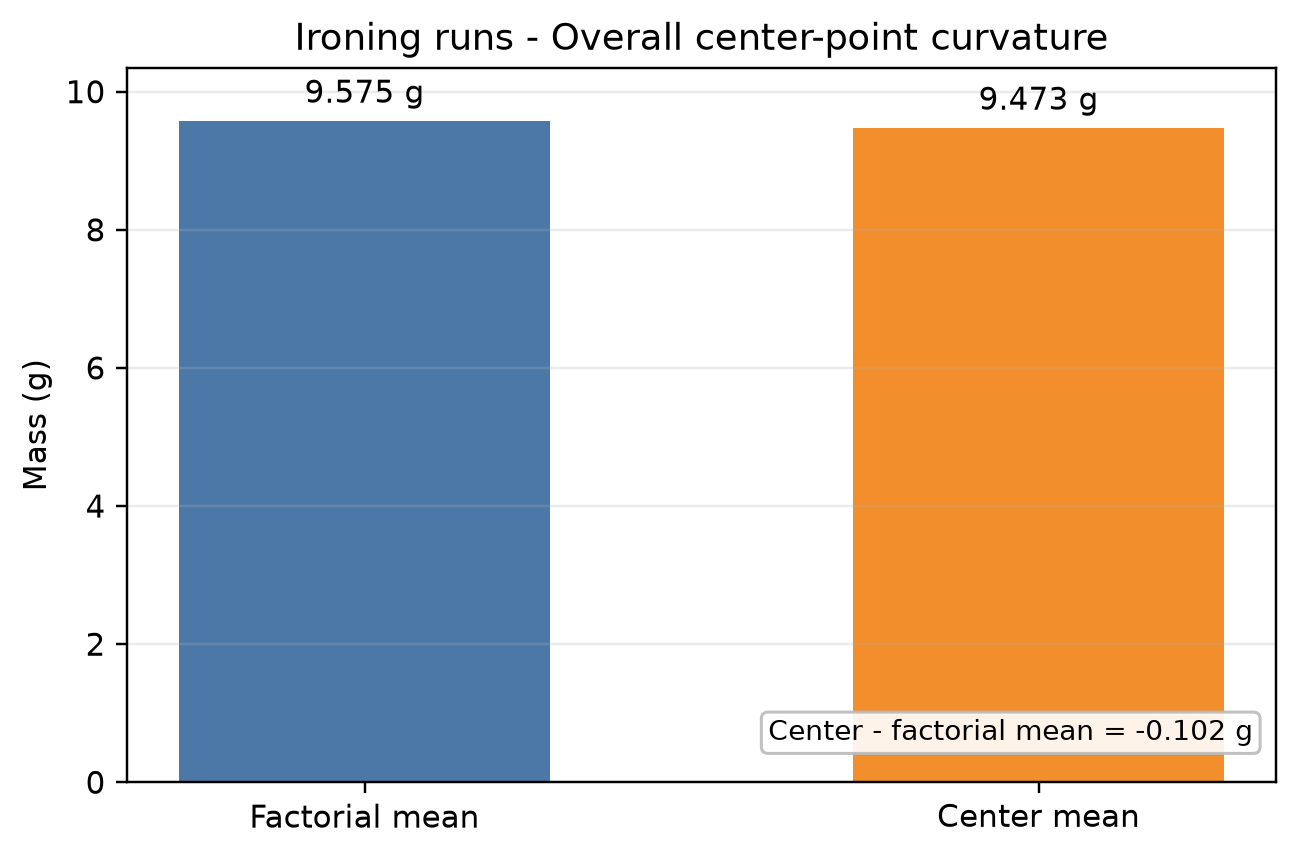 Ironing runs - Overall center-point curvature
10
9.575 g
9.473 g
8
6
Mass (g)
4
2
Center - factorial mean = -0.102 g
0
Factorial mean
Center mean